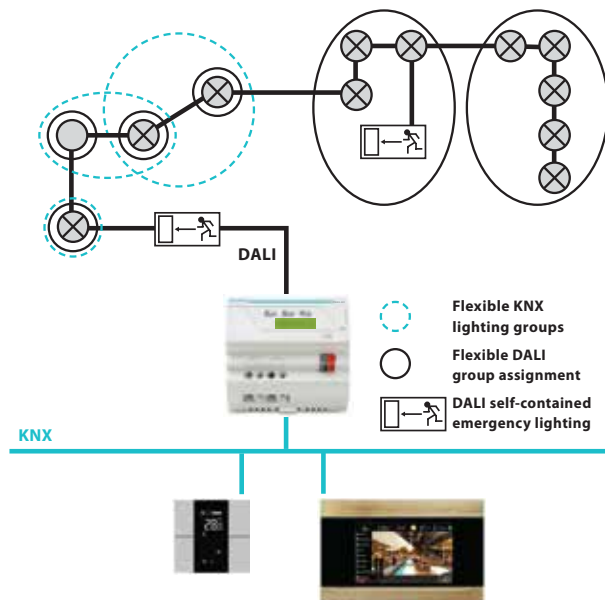 DALI
Flexible KNX
lighting groups
Flexible DALI
group assignment
DALI self-contained
emergency lighting
KNX